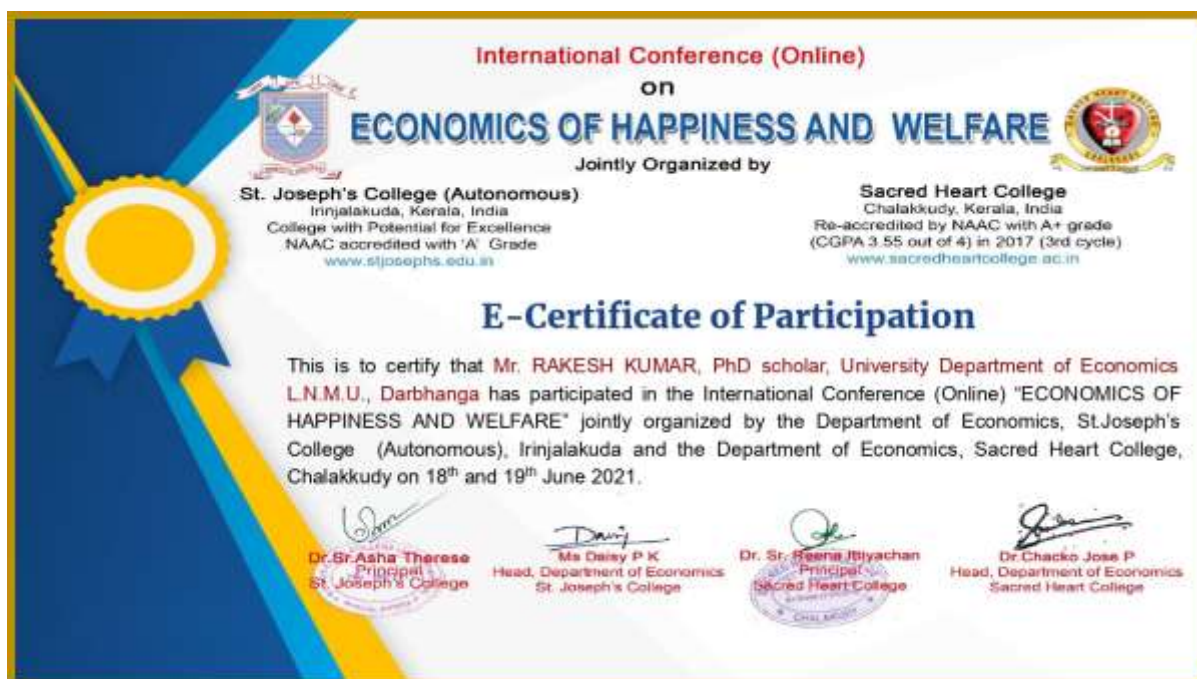 International Conference (Online)
on
ECONOMICS OF HAPPINESS AND WELFARE
Jointly Organized by
St. Joseph's College (Autonomous)
Irinjalakuda, Kerala, India
College with Potential for Excellence
NAAC accredited with 'A' Grade
www.stjosephs.edu.in
Sacred Heart College
Chalakkudy, Kerala, India
Re-accredited by NAAC with A+ grade
(CGPA 3.55 out of 4) in 2017 (3rd cycle)
www.sacredheartcollege.ac.in
E-Certificate of Participation
This is to certify that Mr. RAKESH KUMAR, PhD scholar, University Department of Economics
L.N.M.U., Darbhanga has participated in the International Conference (Online) "ECONOMICS OF
HAPPINESS AND WELFARE" jointly organized by the Department of Economics, St.Joseph's
College (Autonomous), Irinjalakuda and the Department of Economics, Sacred Heart College,
Chalakkudy on 18th and 19th June 2021.
Dr.Sr.Asha Therese
Principal
St. Joseph's College
Ms Daisy P K
Head, Department of Economics
St. Joseph's College
Dr. Sr. Reena Ittyachan
Principal
Sacred Heart College
Dr.Chacko Jose P
Head, Department of Economics
Sacred Heart College